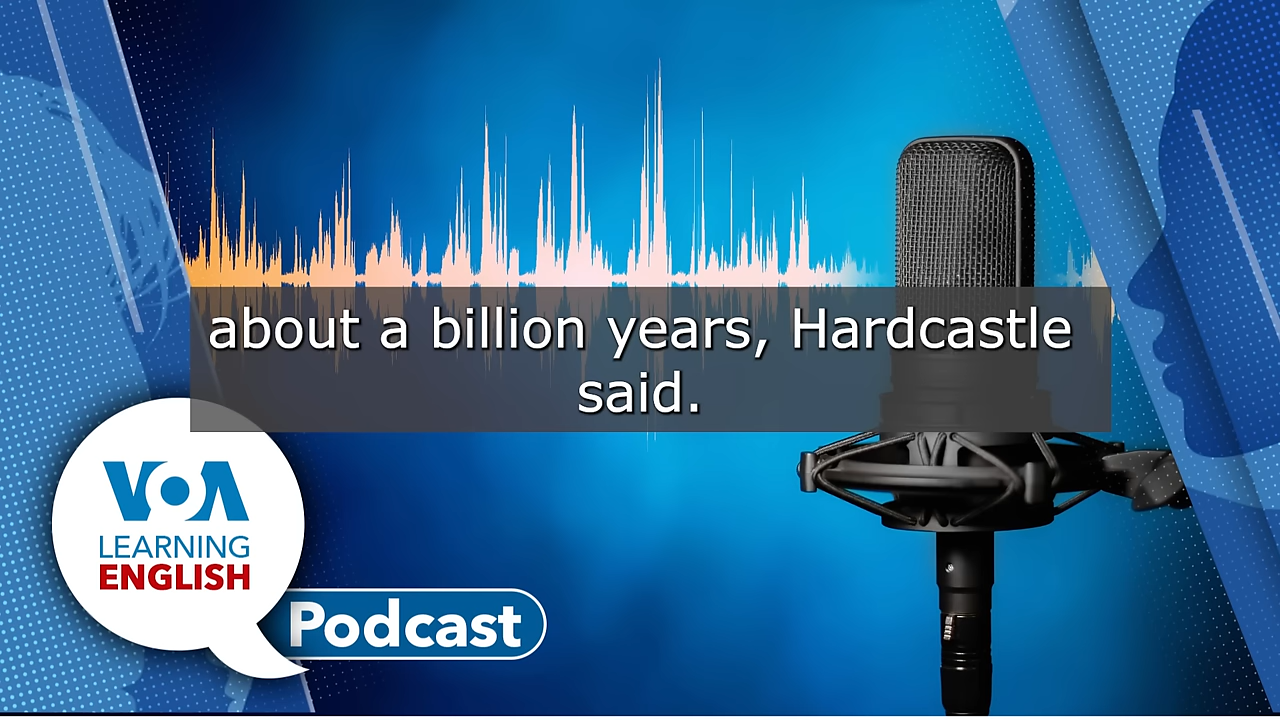 about a billion years, Hardcastle
said.
VOA
LEARNING
ENGLISH
Podcast